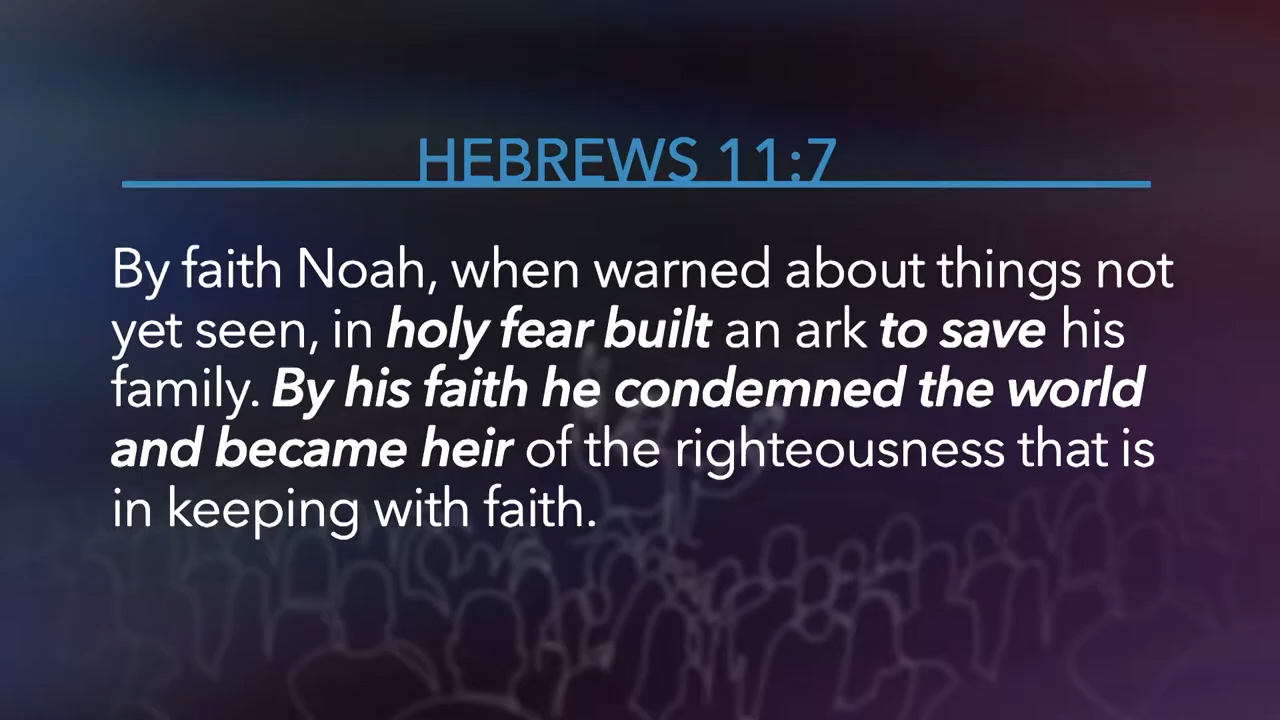 HEBREWS 11:7
By faith Noah, when warned about things not
yet seen, in holy fear built an ark to save his
family. By his faith he condemned the world
and became heir of the righteousness that is
in keeping with faith.